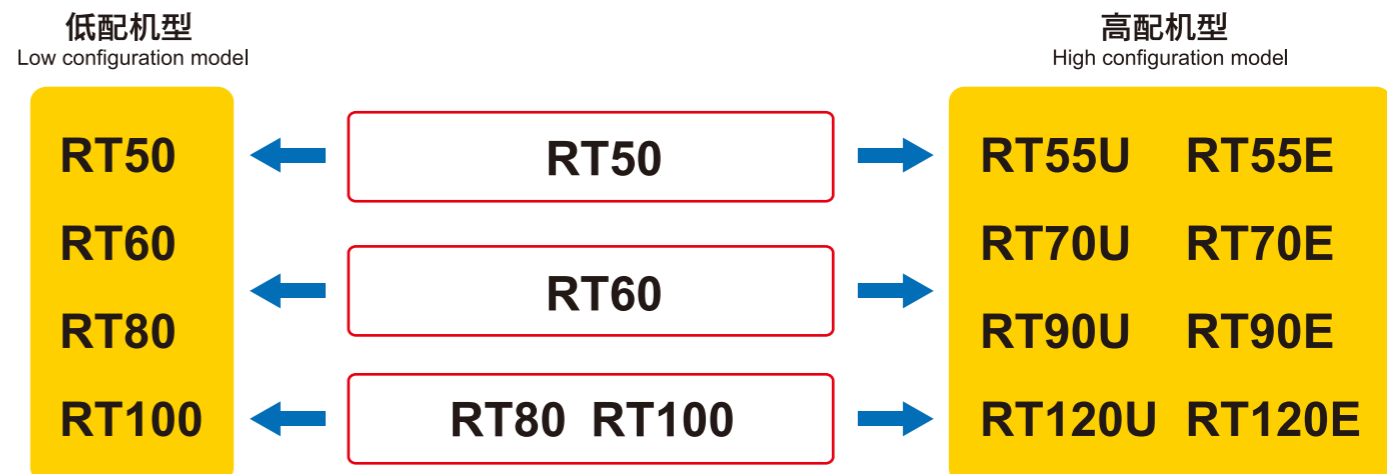 低配机型
Low configuration model
RT50
RT60
RT80
RT100
RT50
RT60
RT80 RT100
高配机型
High configuration model
RT55U RT55E
RT70U RT70E
RT90U RT90E
RT120U RT120E